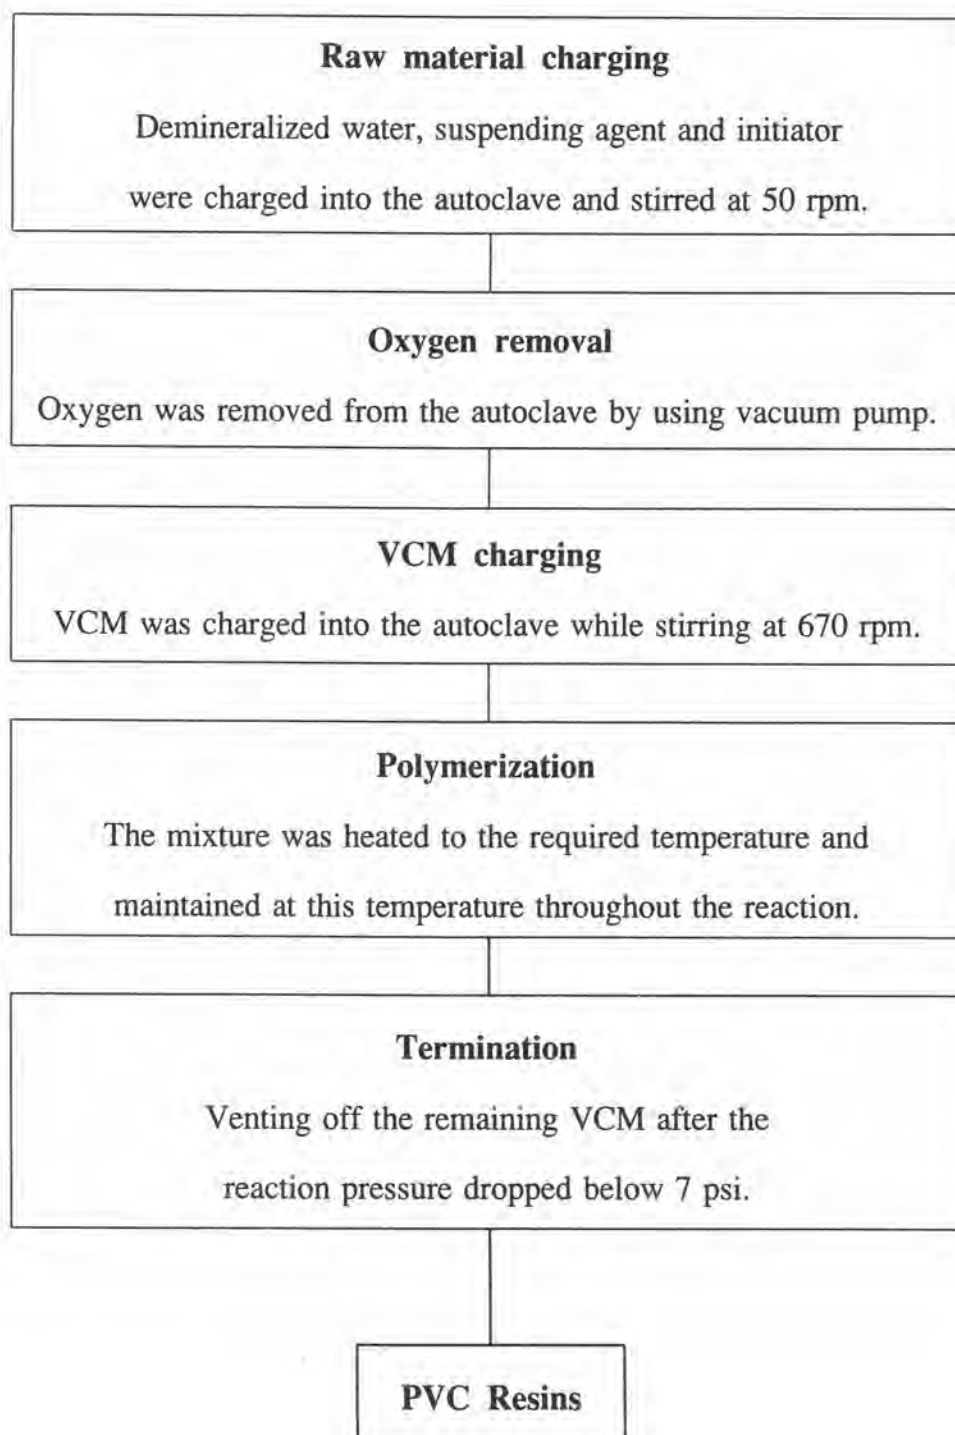 Raw material charging
Demineralized water, suspending agent and initiator
were charged into the autoclave and stirred at 50 rpm.
Oxygen removal
Oxygen was removed from the autoclave by using vacuum pump.
VCM charging
VCM was charged into the autoclave while stirring at 670 rpm.
Polymerization
The mixture was heated to the required temperature and
maintained at this temperature throughout the reaction.
Termination
Venting off the remaining VCM after the
reaction pressure dropped below 7 psi.
PVC Resins